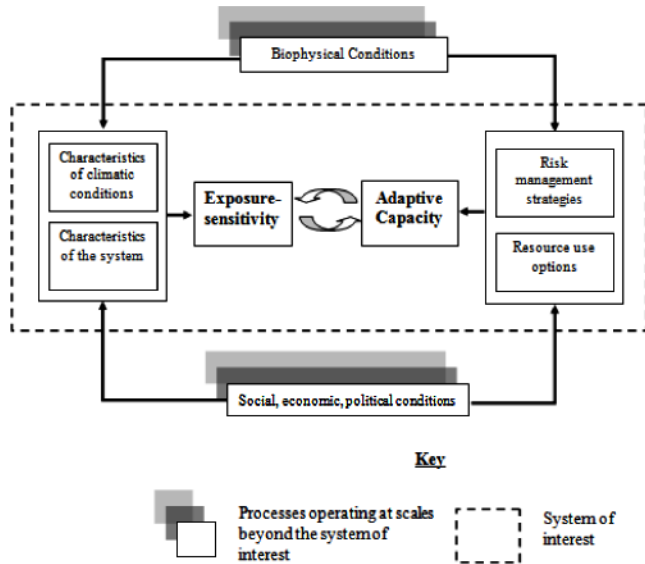 Biophysical Conditions
Characteristics
of climatic
conditions
Characteristics
of the system
Exposure-
sensitivity
Adaptive
Capacity
Risk
management
strategies
Resource use
options
Social, economic, political conditions
Key
Processes operating at scales
beyond the system of
interest
System of
interest